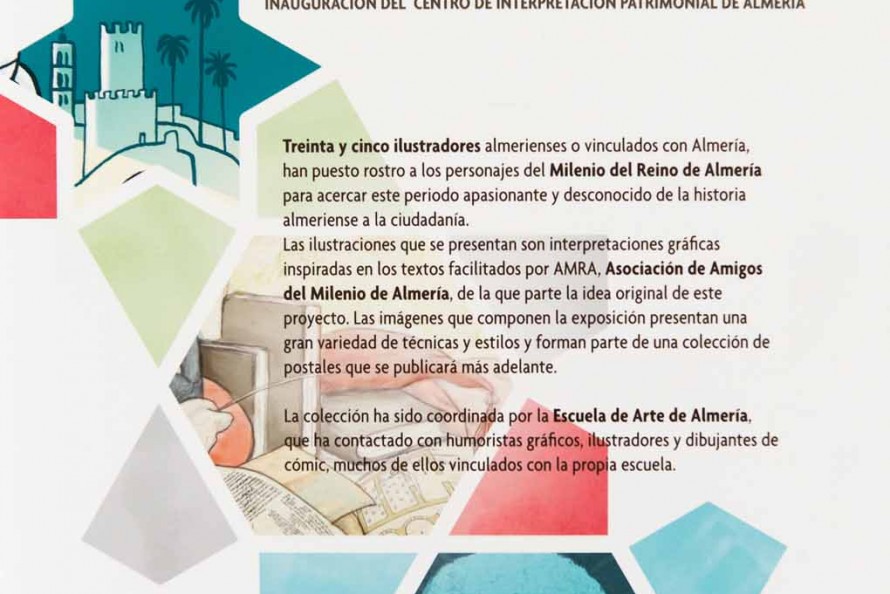 INAUGURACIÓN DEL CENTRO DE INTERPRETACIÓN PATRIMONIAL DE ALMERÍA
Treinta y cinco ilustradores almerienses o vinculados con Almería,
han puesto rostro a los personajes del Milenio del Reino de Almería
para acercar este periodo apasionante y desconocido de la historia
almeriense a la ciudadanía.
Las ilustraciones que se presentan son interpretaciones gráficas
inspiradas en los textos facilitados por AMRA, Asociación de Amigos
del Milenio de Almería, de la que parte la idea original de este
proyecto. Las imágenes que componen la exposición presentan una
gran variedad de técnicas y estilos y forman parte de una colección de
postales que se publicará más adelante.
La colección ha sido coordinada por la Escuela de Arte de Almería,
que ha contactado con humoristas gráficos, ilustradores y dibujantes de
cómic, muchos de ellos vinculados con la propia escuela.